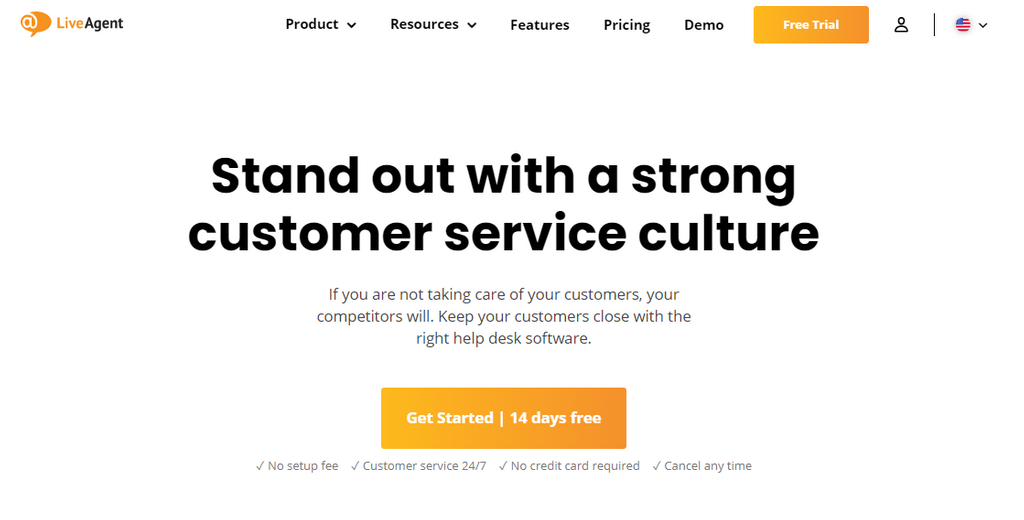 @ LiveAgent
Product
Resources
Features
Pricing
Demo
Free Trial
Stand out with a strong
customer service culture
If you are not taking care of your customers, your
competitors will. Keep your customers close with the
right help desk software.
Get Started | 14 days free
✓ No setup fee ✓ Customer service 24/7 ✓ No credit card required ✓ Cancel any time